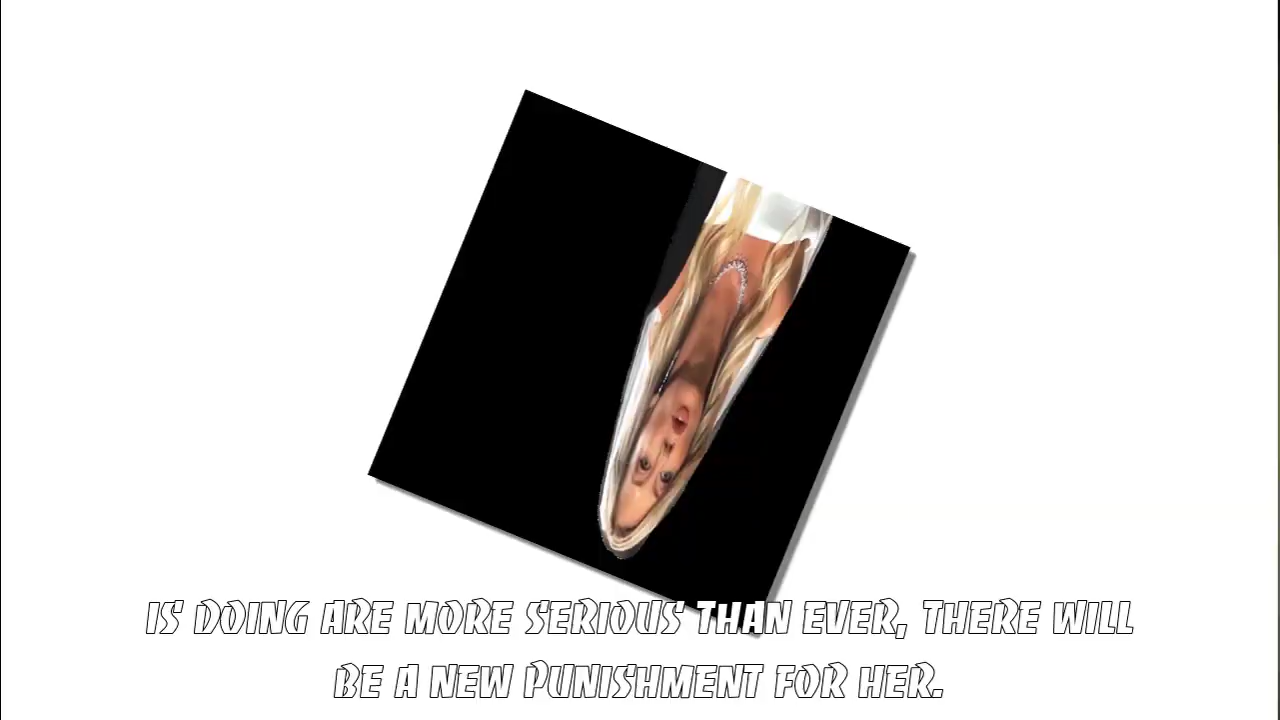 IS DOING ARE MORE SERIOUS THAN EVER, THERE WILL
BE A NEW PUNISHMENT FOR HER.